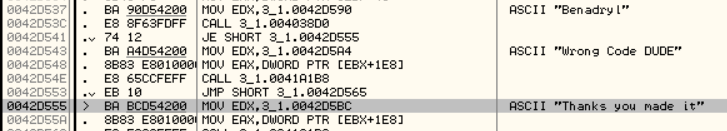 0042D537 . BA 90D54200 MOV EDX,3_1.0042D590 ASCII "Benadryl"
0042D53C . E8 8F63FDFF CALL 3_1.004038D0
0042D541 .v 74 12 JE SHORT 3_1.0042D555
0042D543 . BA A4D54200 MOV EDX,3_1.0042D5A4 ASCII "Wrong Code DUDE"
0042D548 . 8B83 E8010000 MOV EAX,DWORD PTR [EBX+1E8]
0042D54E . E8 65CCFEFF CALL 3_1.0041A1B8
0042D553 .v EB 10 JMP SHORT 3_1.0042D565
0042D555 > BA BCD54200 MOV EDX,3_1.0042D5BC ASCII "Thanks you made it"
0042D55A . 8B83 E8010000 MOV EAX,DWORD PTR [EBX+1E8]